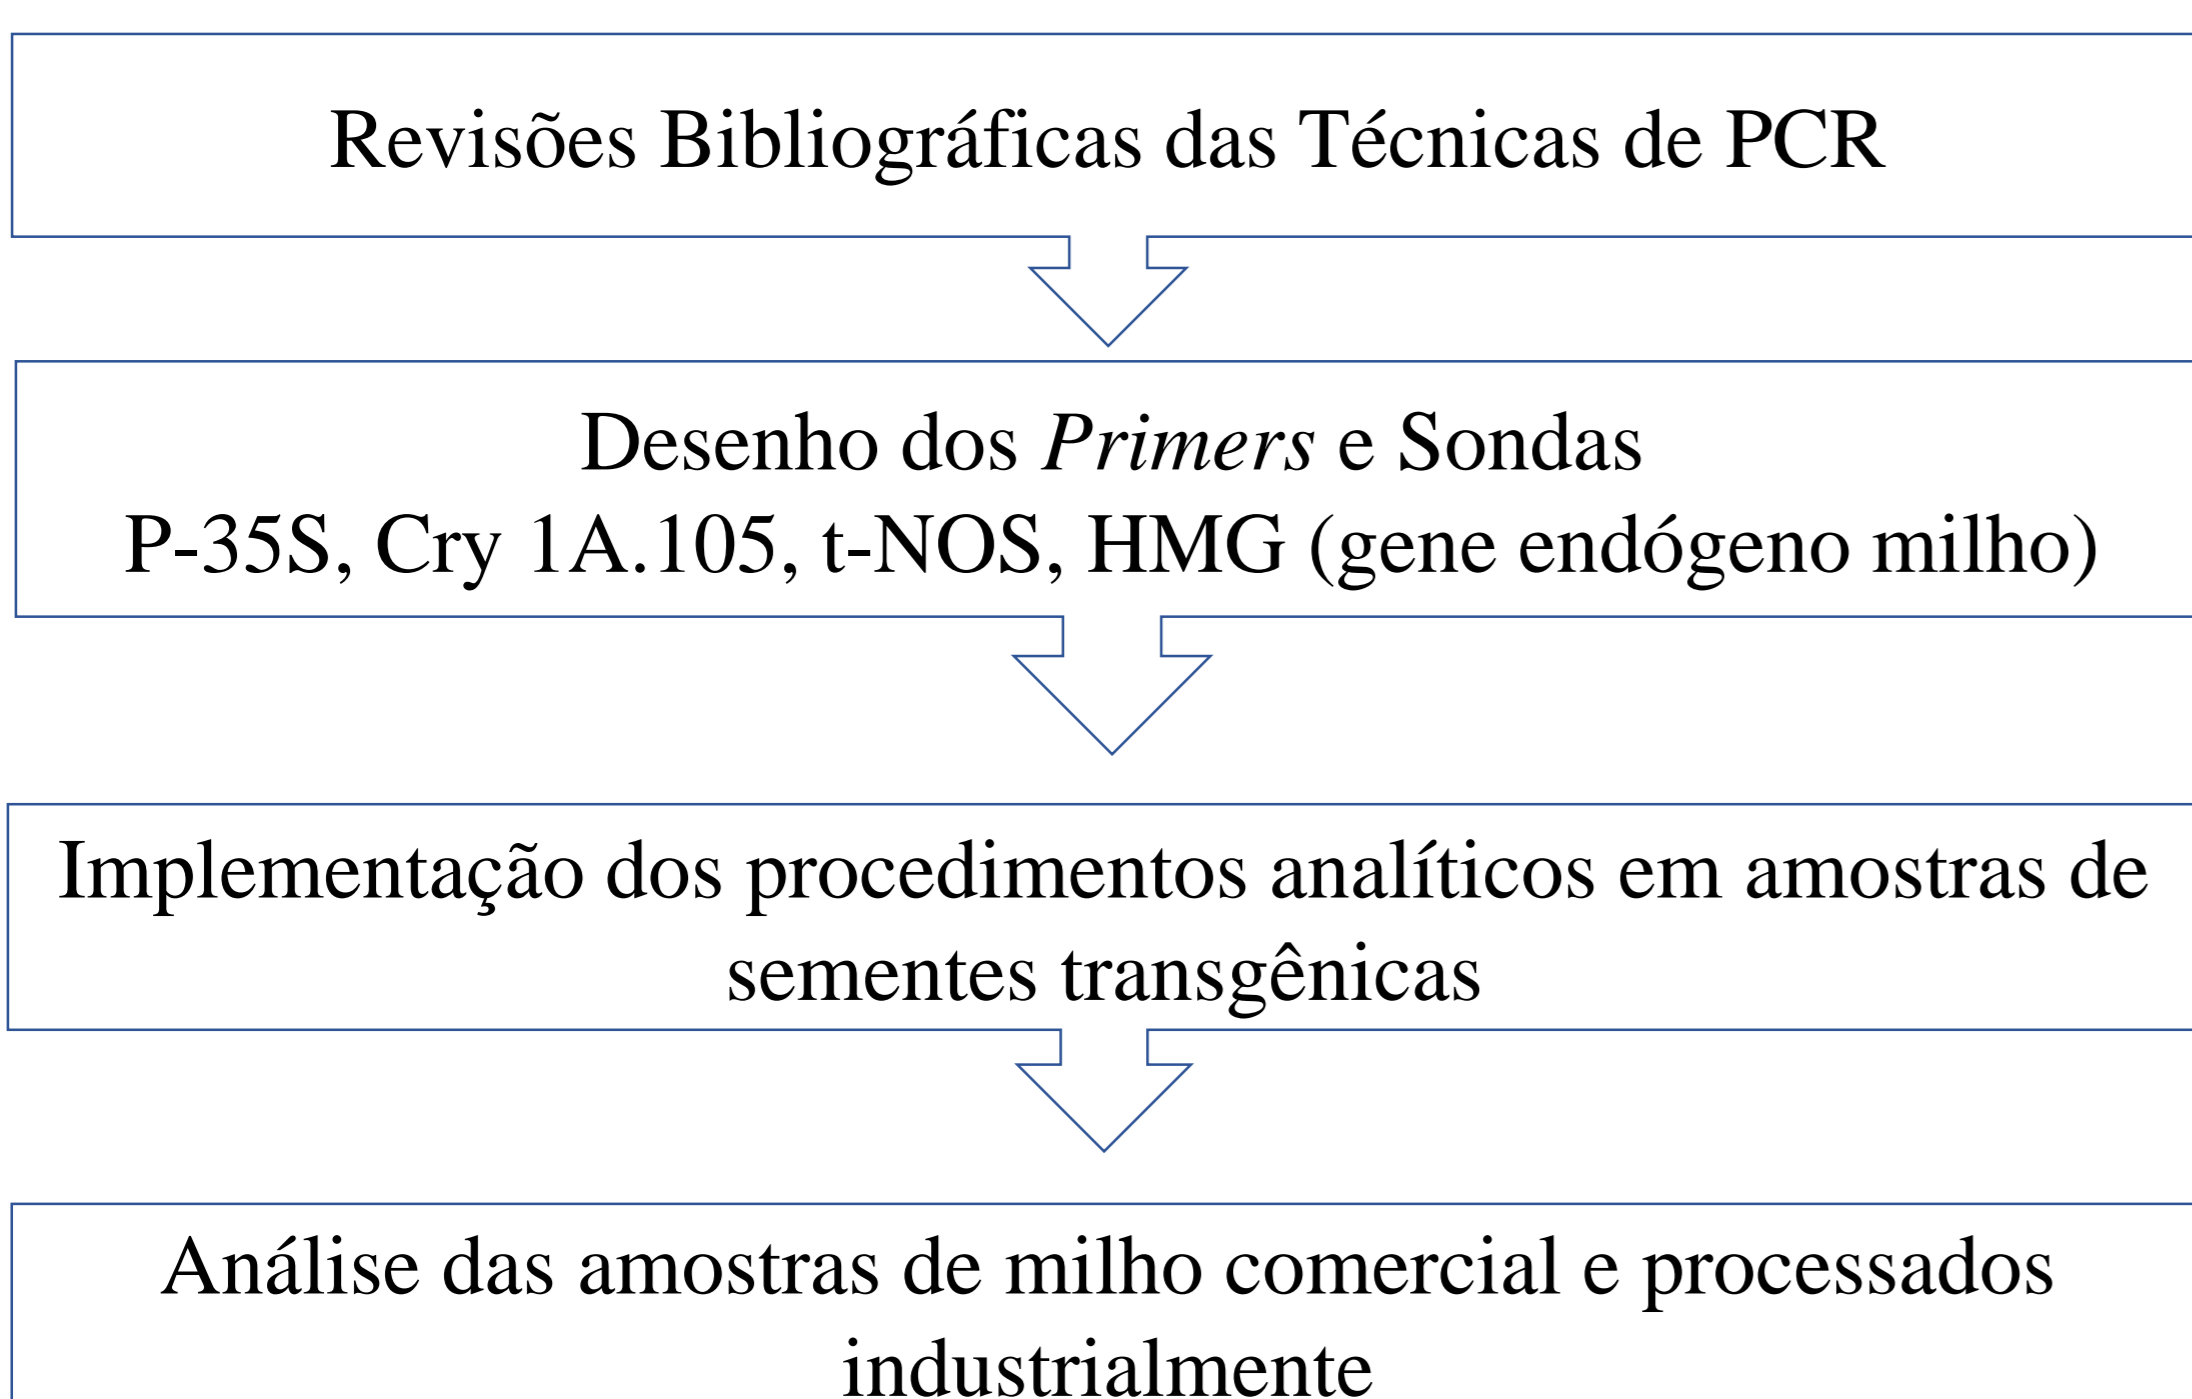 Revisões Bibliográficas das Técnicas de PCR
Desenho dos Primers e Sondas
P-35S, Cry 1A.105, t-NOS, HMG (gene endógeno milho)
Implementação dos procedimentos analíticos em amostras de
sementes transgênicas
Análise das amostras de milho comercial e processados
industrialmente